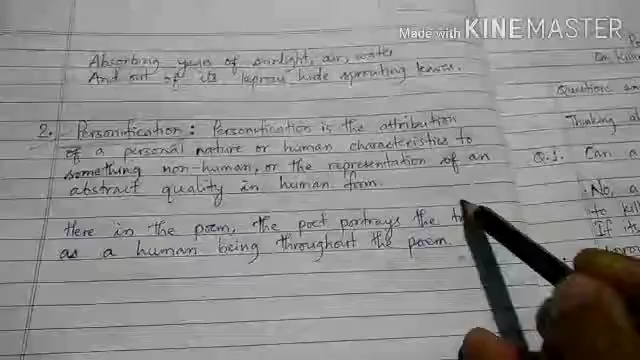 Made with KINEMASTER
Absorbing years of sunlight, air, water
And out of its leprous hide sprouting leaves.
2. Personification: Personification is the attribution
of a personal nature or human characteristics to
something non-human, or the representation of an
abstract quality in human form.
Here in the poem, the poet portrays the
as a human being throughout the poem.
On
Question
Thinking
Q.1. Can a
No, a
to kill
If its